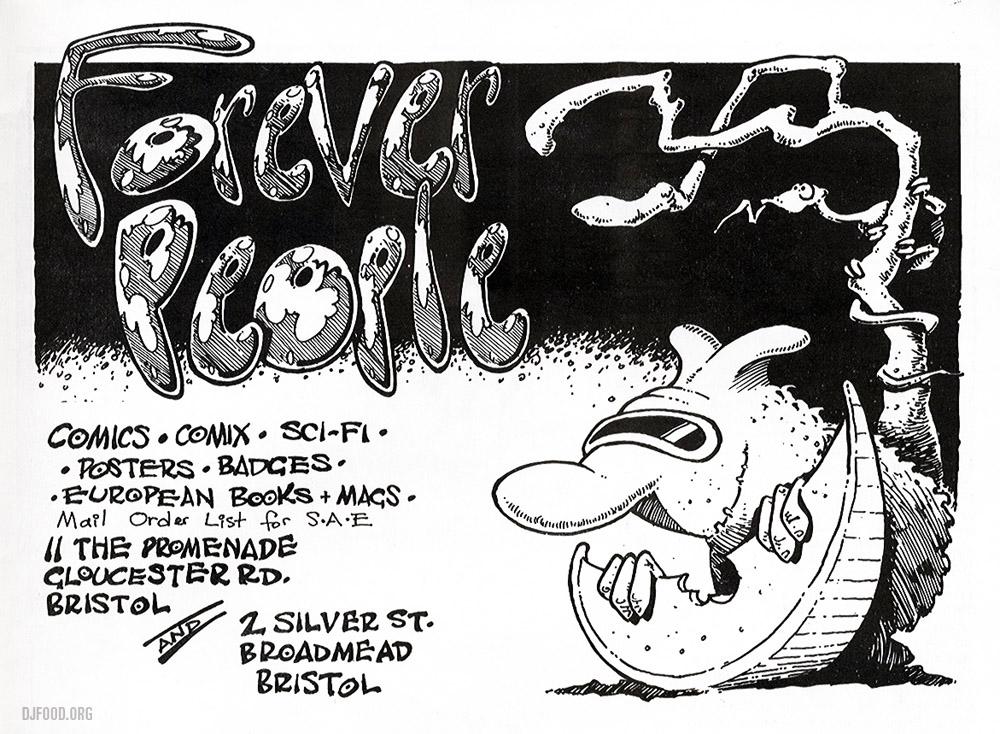 Forever
People
COMICS • COMIX • SCI-FI •
• POSTERS • BADGES •
• EUROPEAN BOOKS + MAGS •
Mail Order List for S.A.E
11 THE PROMENADE
GLOUCESTER RD.
BRISTOL
AND
2 SILVER ST.
BROADMEAD
BRISTOL
DJFOOD.ORG